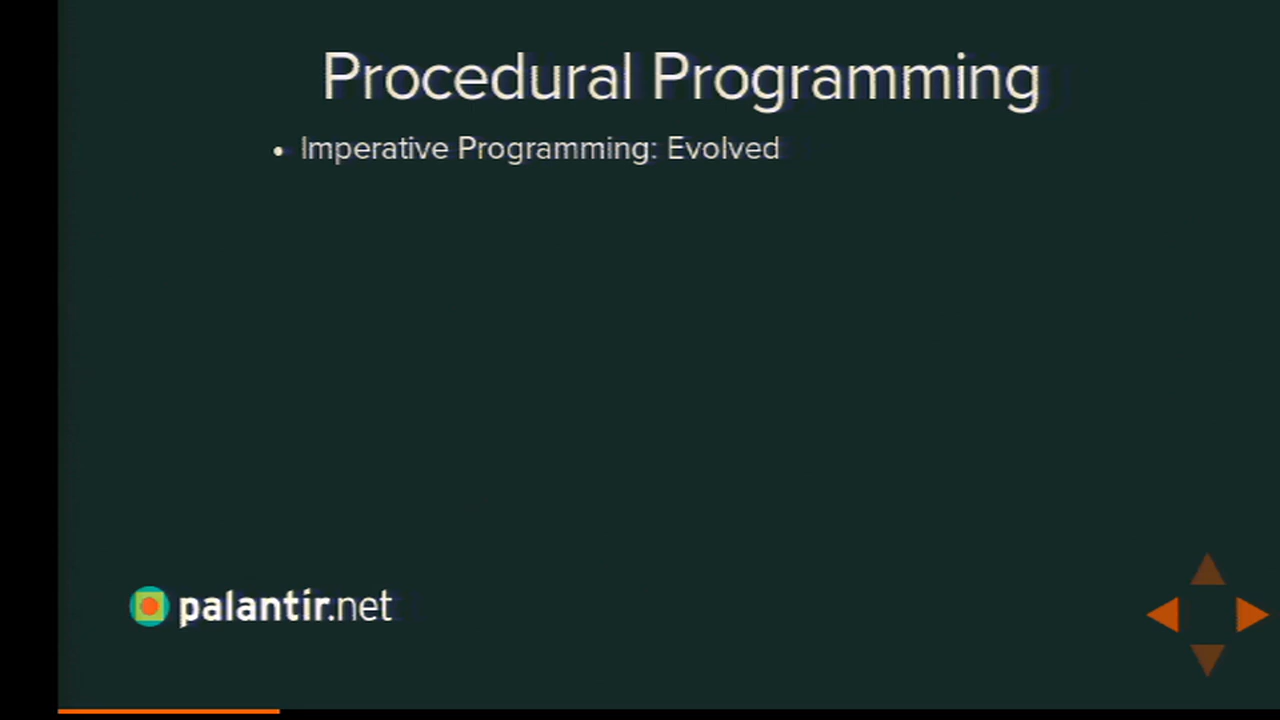 Procedural Programming
• Imperative Programming: Evolved
palantir.net